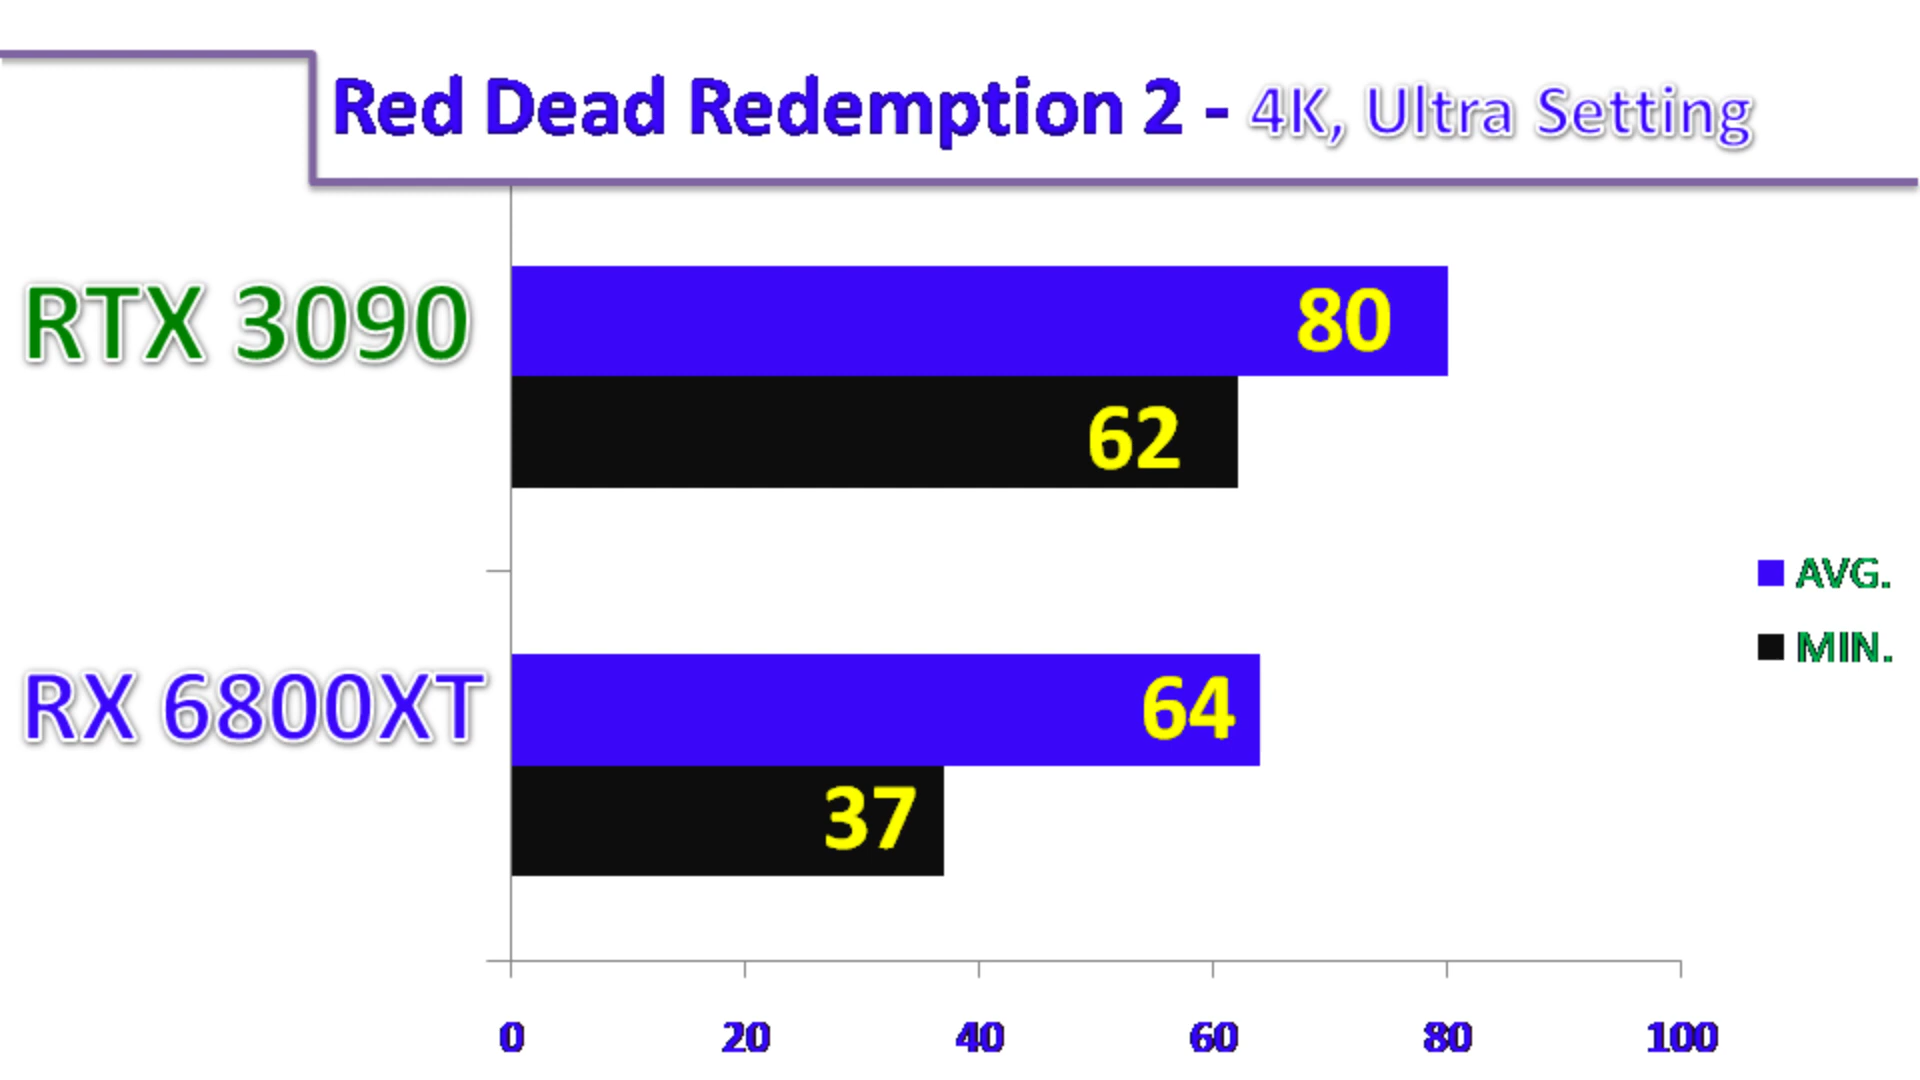 Red Dead Redemption 2 - 4K, Ultra Setting
RTX 3090
80
62
AVG.
MIN.
RX 6800XT
64
37
0 20 40 60 80 100